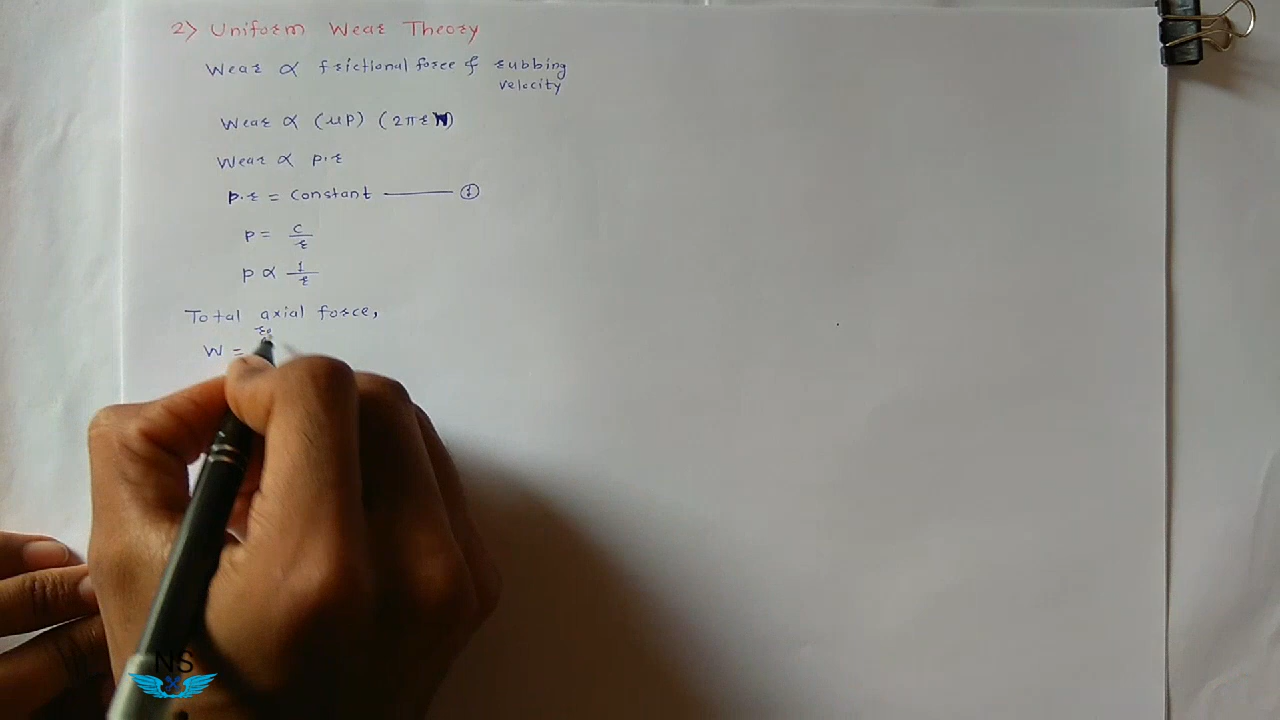 2) Uniform Wear Theory
Wear ∝ frictional force & rubbing
velocity
Wear ∝ (μp) (2πrN)
Wear ∝ p.r
p.r = Constant ——— ①
p = C/r
p ∝ 1/r
Total axial force,
r₀
W =
NS